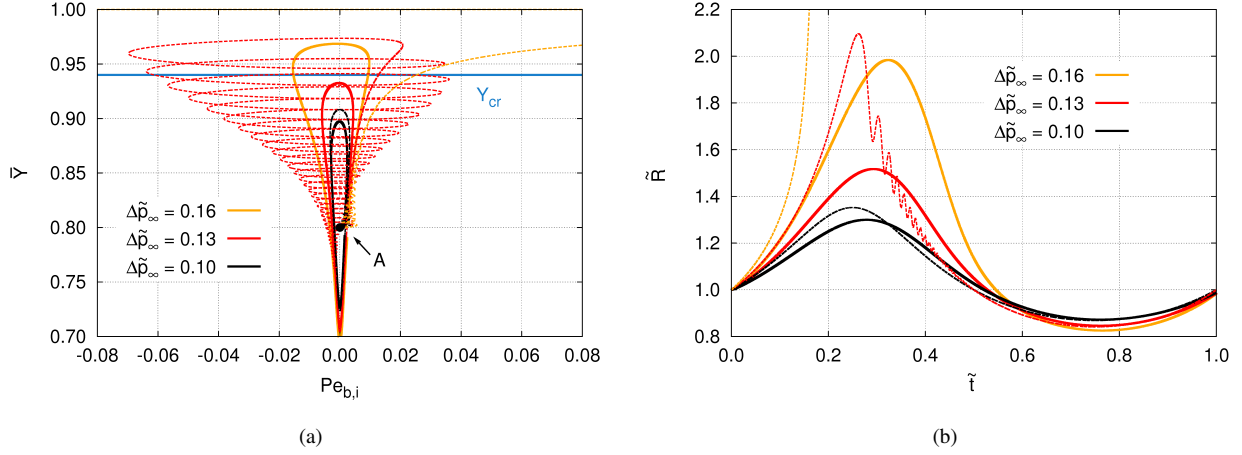 1.00
0.95
0.90
0.85
0.80
0.75
0.70
Y̅
Y_cr
Δp̃_∞ = 0.16
Δp̃_∞ = 0.13
Δp̃_∞ = 0.10
A
-0.08 -0.06 -0.04 -0.02 0.00 0.02 0.04 0.06 0.08
Pe_b,i
(a)
2.2
2.0
1.8
1.6
1.4
1.2
1.0
0.8
R̃
Δp̃_∞ = 0.16
Δp̃_∞ = 0.13
Δp̃_∞ = 0.10
0.0 0.2 0.4 0.6 0.8 1.0
t̃
(b)